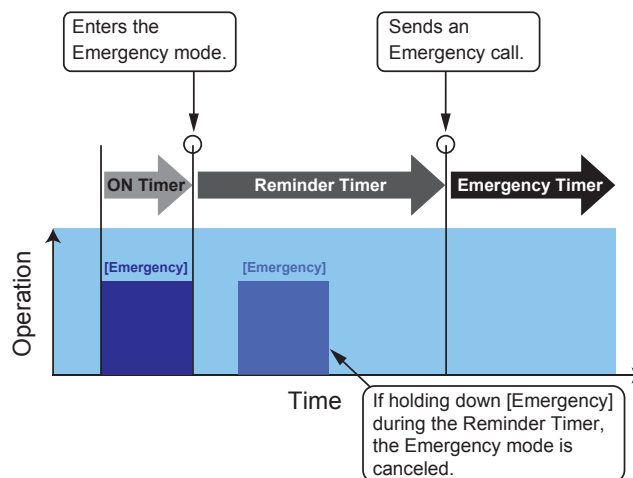 Enters the
Emergency mode.
Sends an
Emergency call.
ON Timer
Reminder Timer
Emergency Timer
[Emergency]
[Emergency]
Operation
Time
If holding down [Emergency]
during the Reminder Timer,
the Emergency mode is
canceled.